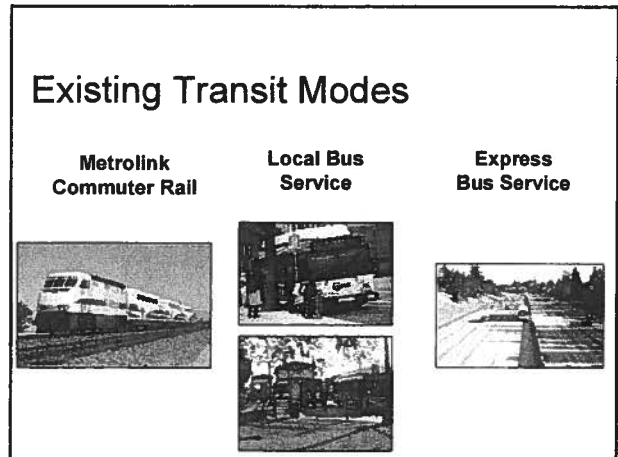 Existing Transit Modes
Metrolink
Commuter Rail
Local Bus
Service
Express
Bus Service